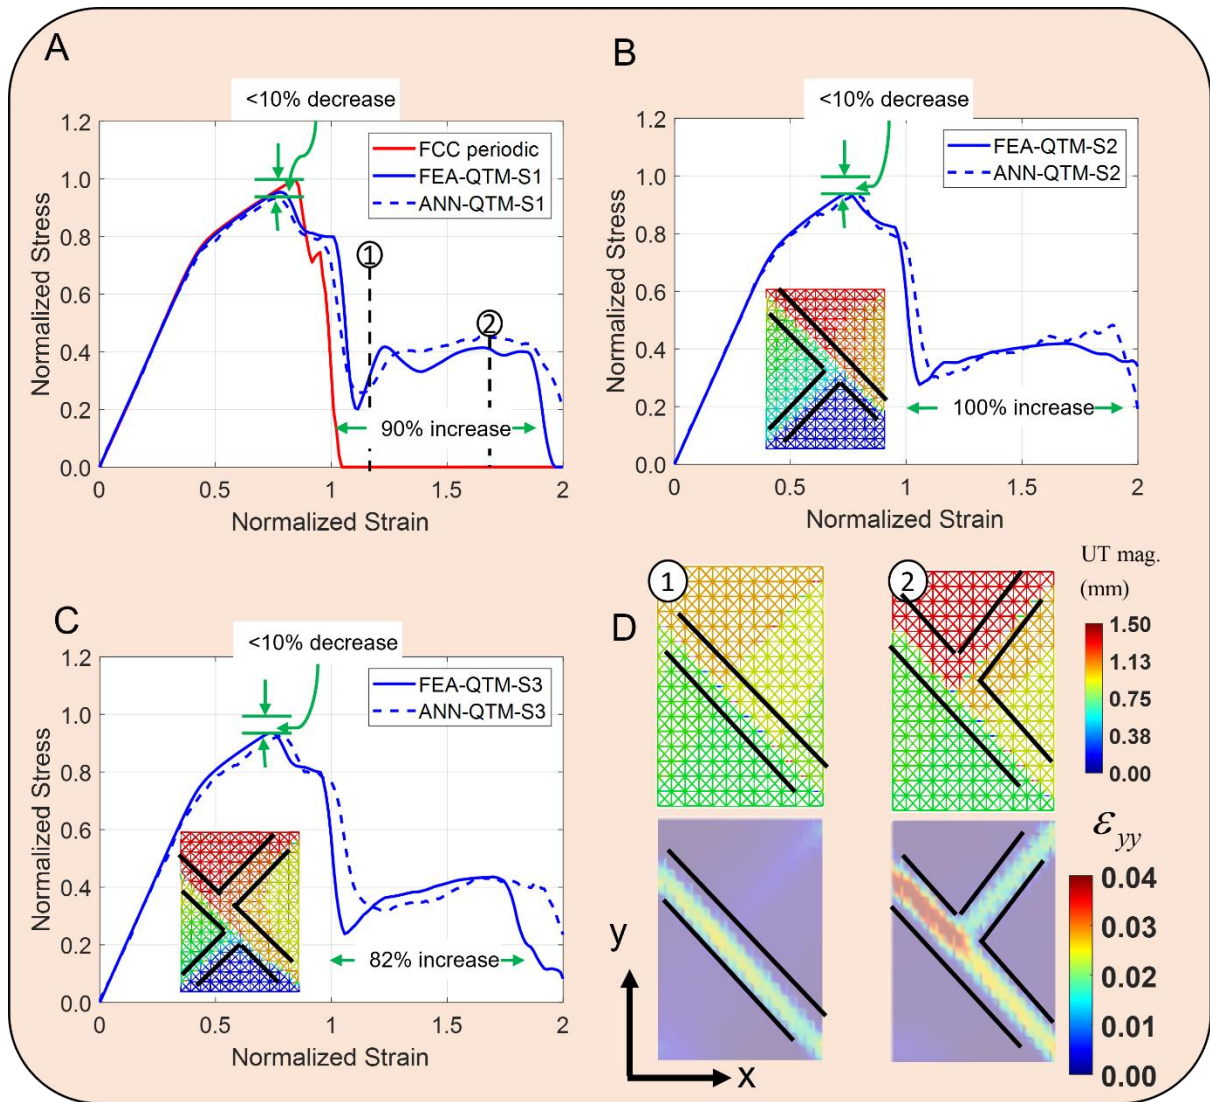 A
<10% decrease
FCC periodic
FEA-QTM-S1
ANN-QTM-S1
1
2
90% increase
Normalized Stress
0.0
0.2
0.4
0.6
0.8
1.0
1.2
0
0.5
1
1.5
2
Normalized Strain
B
<10% decrease
FEA-QTM-S2
ANN-QTM-S2
100% increase
Normalized Stress
0.0
0.2
0.4
0.6
0.8
1.0
1.2
0
0.5
1
1.5
2
Normalized Strain
C
<10% decrease
FEA-QTM-S3
ANN-QTM-S3
82% increase
Normalized Stress
0.0
0.2
0.4
0.6
0.8
1.0
1.2
0
0.5
1
1.5
2
Normalized Strain
D
1
2
UT mag.
(mm)
1.50
1.13
0.75
0.38
0.00
εyy
0.04
0.03
0.02
0.01
0.00
y
x